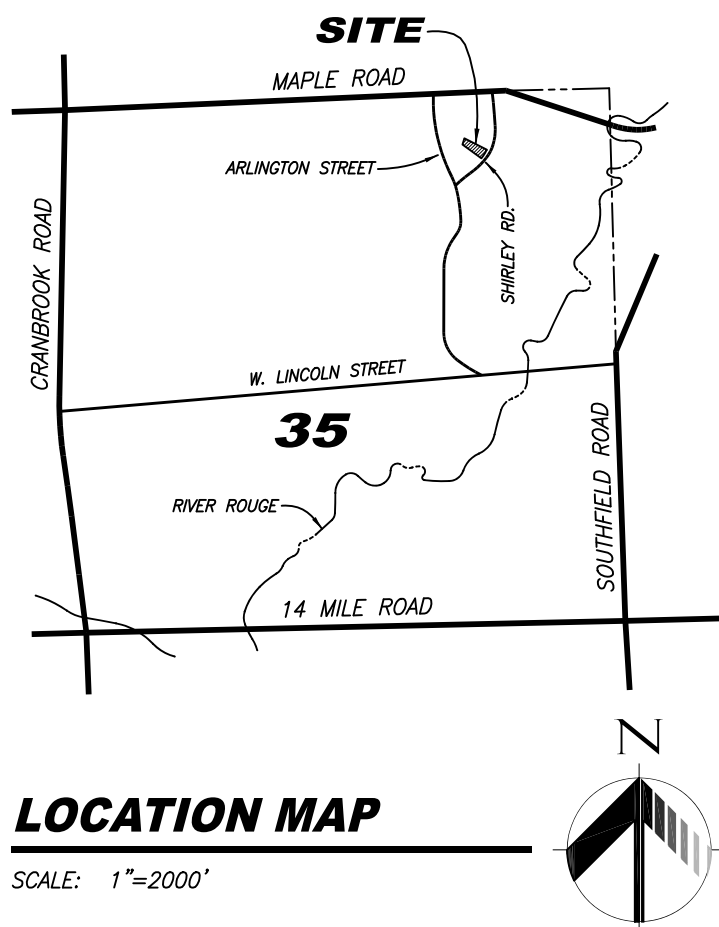 SITE
MAPLE ROAD
ARLINGTON STREET
SHIRLEY RD.
CRANBROOK ROAD
W. LINCOLN STREET
35
SOUTHFIELD ROAD
RIVER ROUGE
14 MILE ROAD
N
LOCATION MAP
SCALE: 1"=2000'